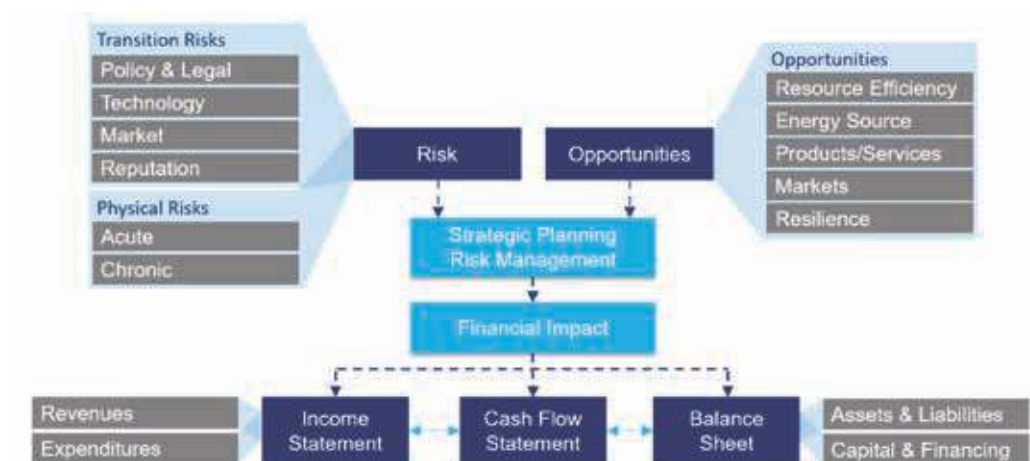 Transition Risks
Policy & Legal
Technology
Market
Reputation
Physical Risks
Acute
Chronic
Risk
Opportunities
Opportunities
Resource Efficiency
Energy Source
Products/Services
Markets
Resilience
Strategic Planning
Risk Management
Financial Impact
Revenues
Expenditures
Income
Statement
Cash Flow
Statement
Balance
Sheet
Assets & Liabilities
Capital & Financing